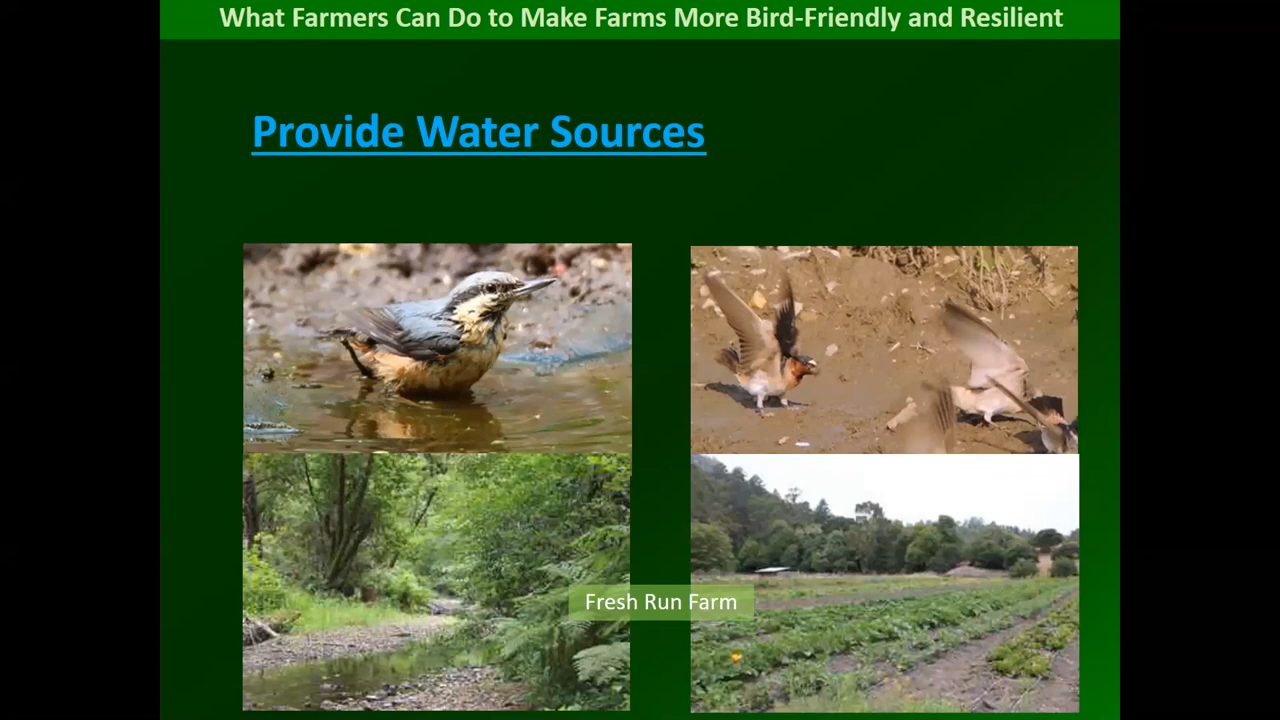 What Farmers Can Do to Make Farms More Bird-Friendly and Resilient
Provide Water Sources
Fresh Run Farm